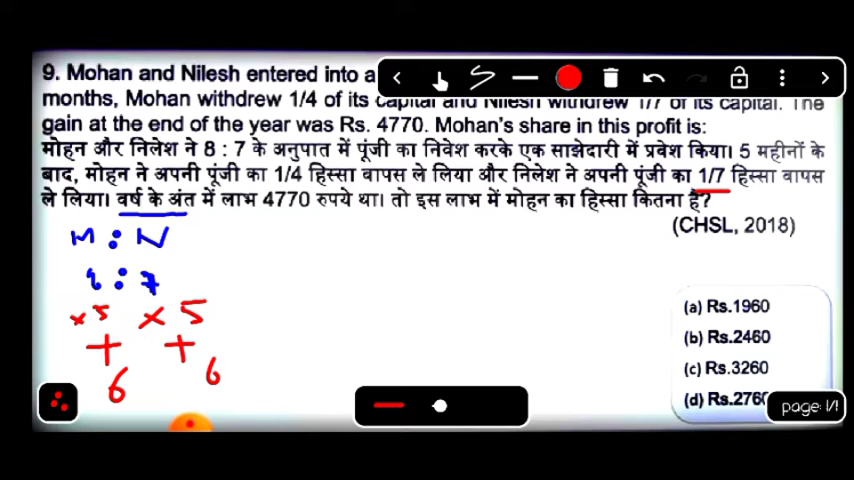 9. Mohan and Nilesh entered into a
months, Mohan withdrew 1/4 of its capital and Nilesh withdrew 1/7 of its capital. The
gain at the end of the year was Rs. 4770. Mohan's share in this profit is:
मोहन और निलेश ने 8 : 7 के अनुपात में पूंजी का निवेश करके एक साझेदारी में प्रवेश किया। 5 महीनों के
बाद, मोहन ने अपनी पूंजी का 1/4 हिस्सा वापस ले लिया और निलेश ने अपनी पूंजी का 1/7 हिस्सा वापस
ले लिया। वर्ष के अंत में लाभ 4770 रुपये था। तो इस लाभ में मोहन का हिस्सा कितना है?
(CHSL, 2018)
M : N
: 7
×5 ×5
+ +
6 6
(a) Rs.1960
(b) Rs.2460
(c) Rs.3260
(d) Rs.2760
page: 1/1